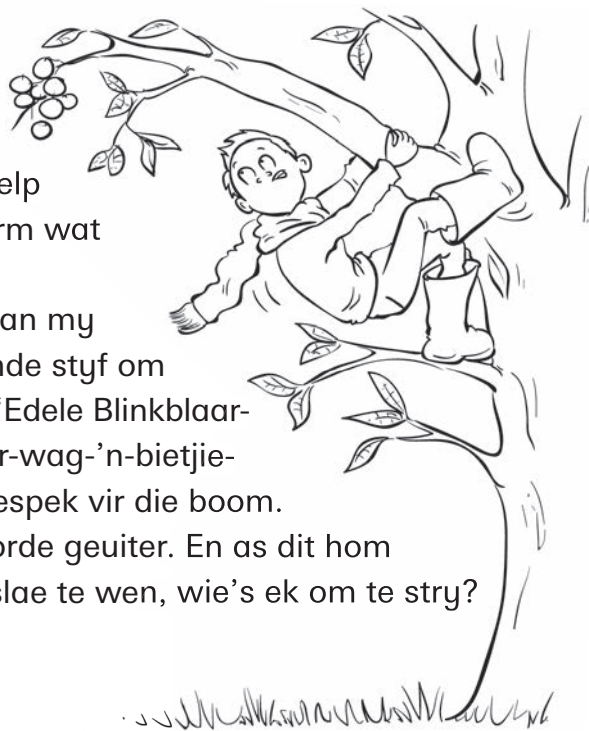 elp
rm wat
an my
nde styf om
’Edele Blinkblaar-
r-wag-’n-bietjie-
espek vir die boom.
orde geuiter. En as dit hom
slae te wen, wie’s ek om te stry?